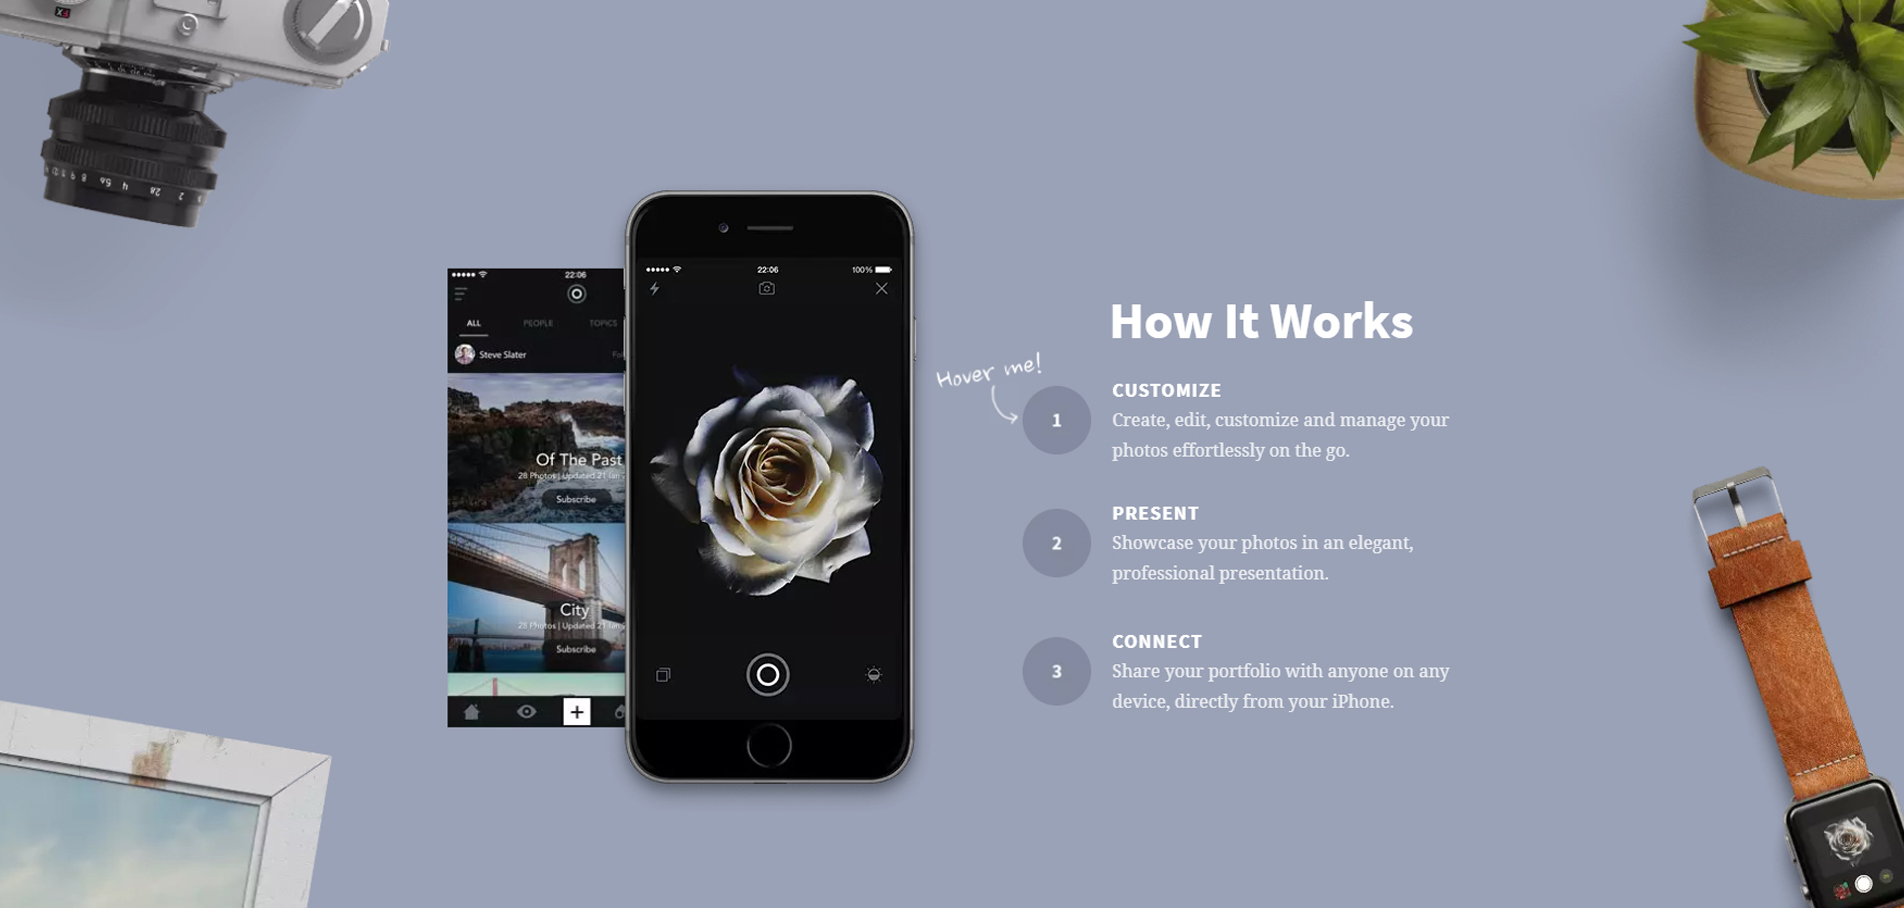 FX
22:06
ALL PEOPLE TOPICS
Steve Slater
Of The Past
28 Photos | Updated 21 Jan
Subscribe
City
28 Photos | Updated 21 Jan
Subscribe
22:06 100%
How It Works
Hover me!
1
CUSTOMIZE
Create, edit, customize and manage your
photos effortlessly on the go.
2
PRESENT
Showcase your photos in an elegant,
professional presentation.
3
CONNECT
Share your portfolio with anyone on any
device, directly from your iPhone.